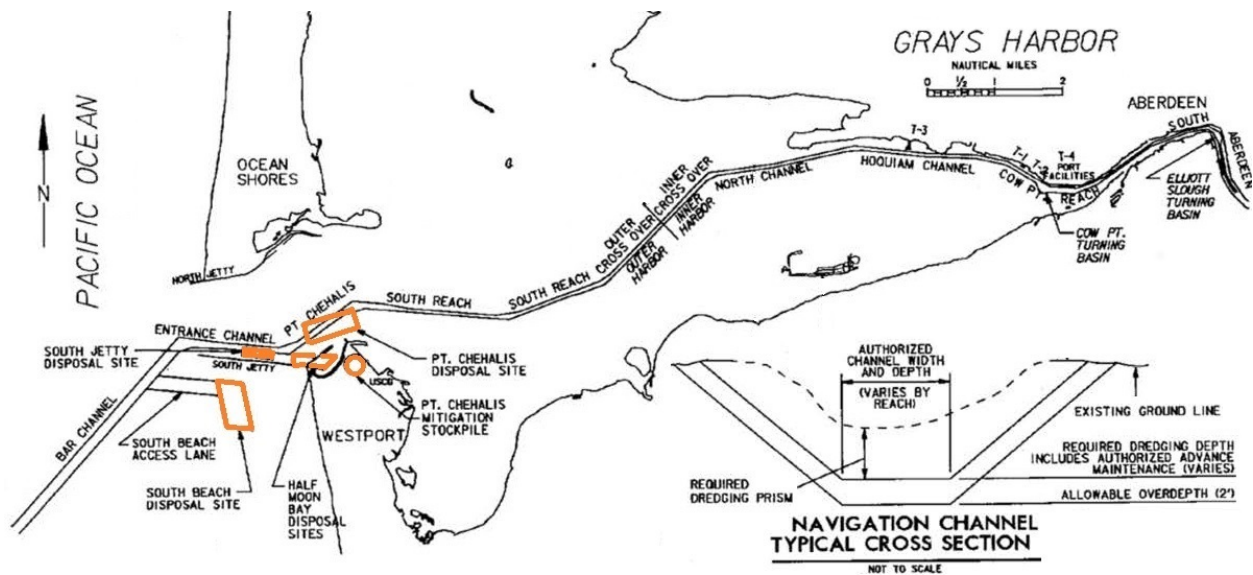 GRAYS HARBOR
NAUTICAL MILES
0 ½ 1 2
N
PACIFIC OCEAN
OCEAN
SHORES
NORTH JETTY
ENTRANCE CHANNEL
PT. CHEHALIS
SOUTH REACH
SOUTH REACH CROSS OVER
OUTER
CROSS OVER
INNER
CROSS OVER
OUTER
HARBOR
INNER
HARBOR
NORTH CHANNEL
HOQUIAM CHANNEL
T-3
T-1
T-2
T-4
PORT
FACILITIES
COW PT.
REACH
ABERDEEN
SOUTH
ABERDEEN
ELLIOTT
SLOUGH
TURNING
BASIN
COW PT.
TURNING
BASIN
SOUTH JETTY
DISPOSAL SITE
SOUTH JETTY
PT. CHEHALIS
DISPOSAL SITE
USCG
PT. CHEHALIS
MITIGATION
STOCKPILE
WESTPORT
BAR CHANNEL
SOUTH BEACH
ACCESS LANE
SOUTH BEACH
DISPOSAL SITE
HALF
MOON
BAY
DISPOSAL
SITES
AUTHORIZED
CHANNEL WIDTH
AND DEPTH
(VARIES BY
REACH)
EXISTING GROUND LINE
REQUIRED DREDGING DEPTH
INCLUDES AUTHORIZED ADVANCE
MAINTENANCE (VARIES)
REQUIRED
DREDGING PRISM
ALLOWABLE OVERDEPTH (2')
NAVIGATION CHANNEL
TYPICAL CROSS SECTION
NOT TO SCALE